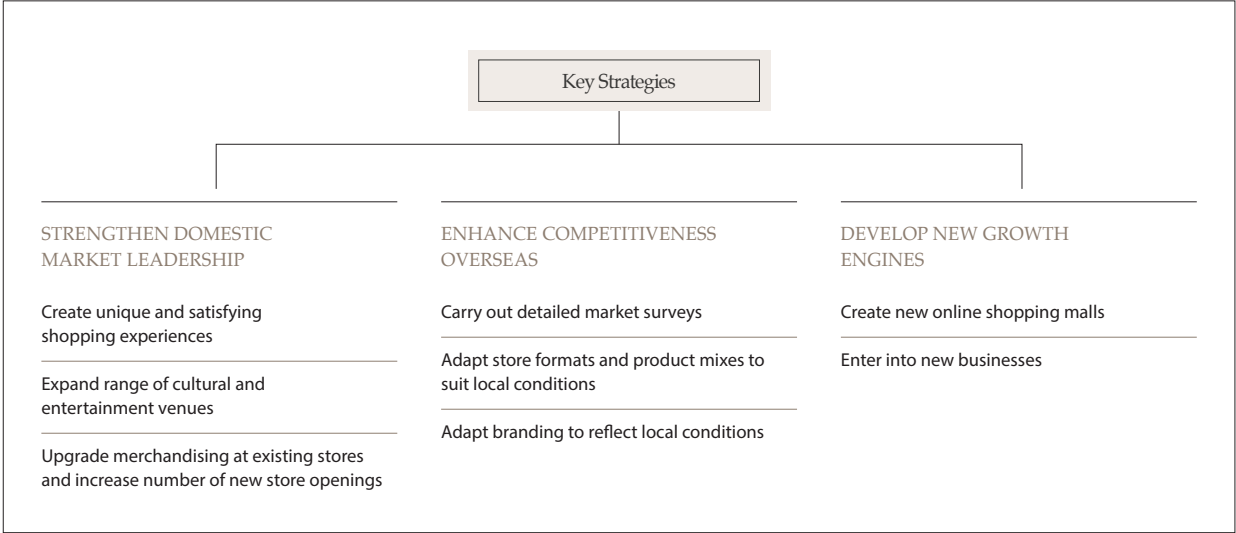 Key Strategies
STRENGTHEN DOMESTIC
MARKET LEADERSHIP
Create unique and satisfying
shopping experiences
Expand range of cultural and
entertainment venues
Upgrade merchandising at existing stores
and increase number of new store openings
ENHANCE COMPETITIVENESS
OVERSEAS
Carry out detailed market surveys
Adapt store formats and product mixes to
suit local conditions
Adapt branding to reflect local conditions
DEVELOP NEW GROWTH
ENGINES
Create new online shopping malls
Enter into new businesses